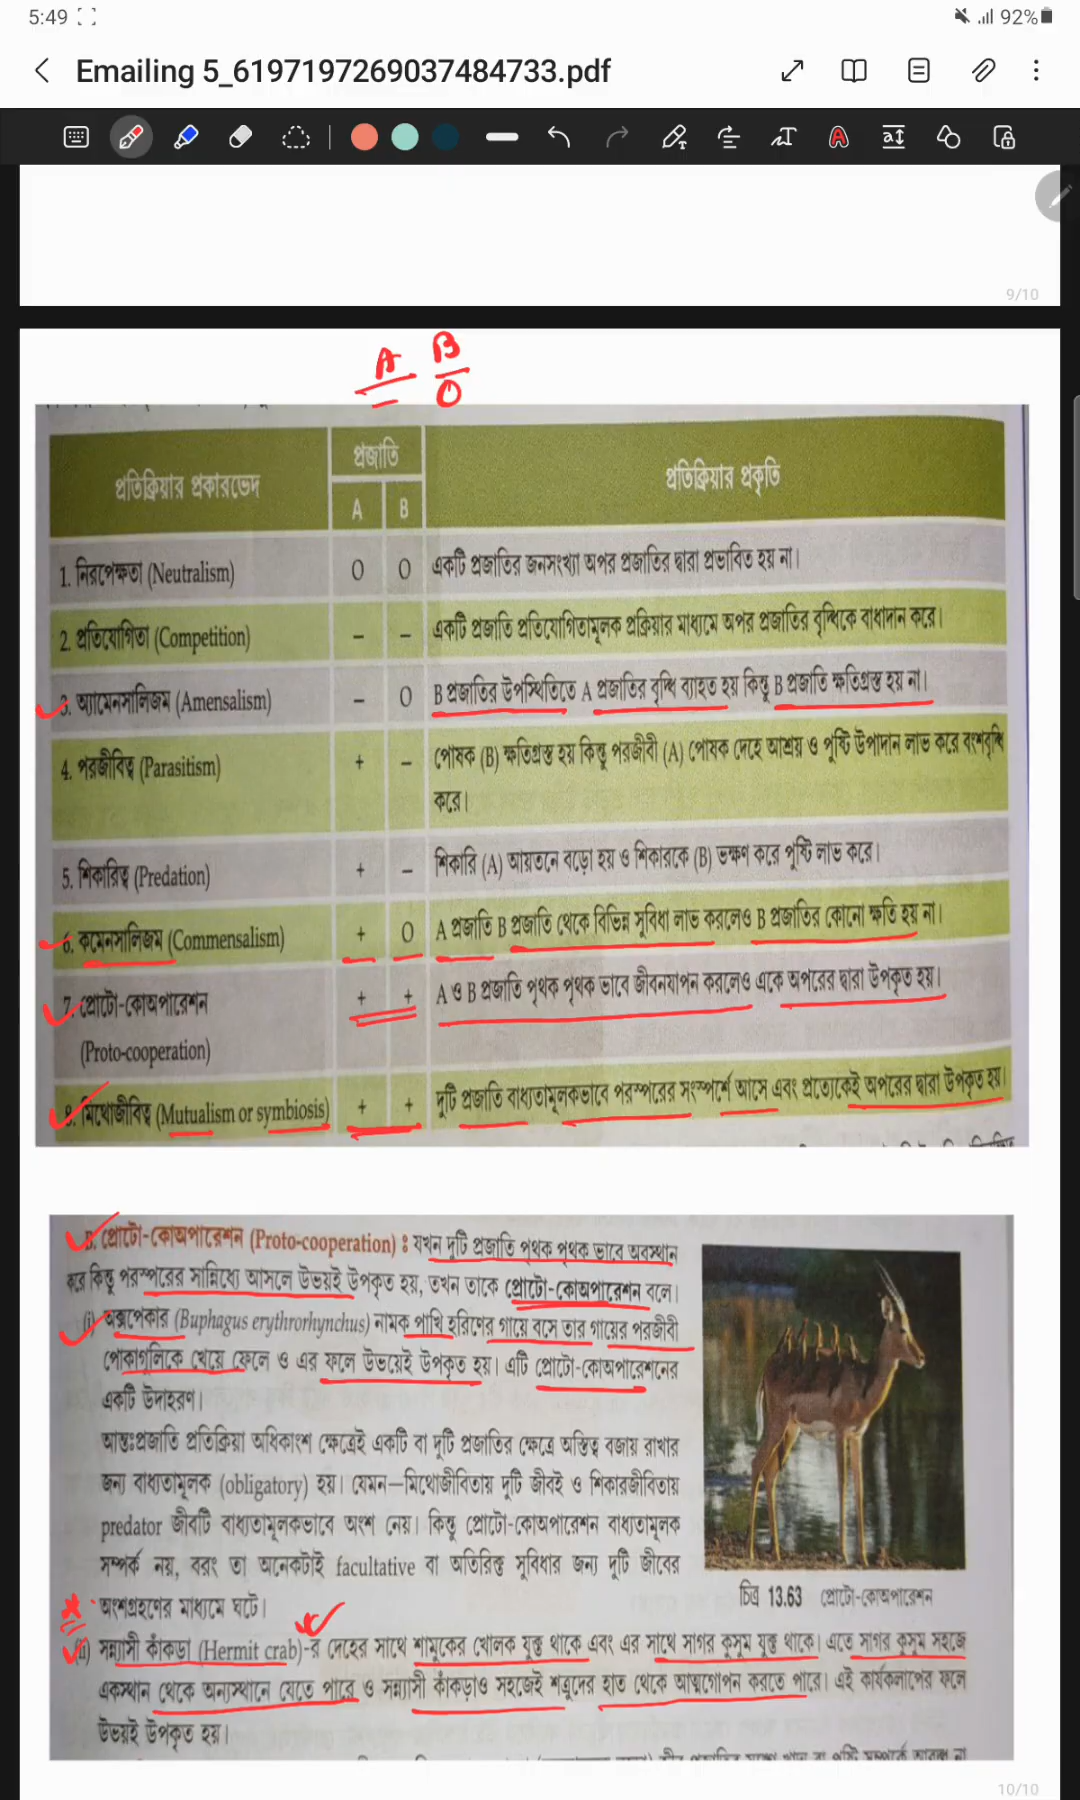 5:49
92%
Emailing 5_6197197269037484733.pdf
9/10
A B
– 0
প্রতিক্রিয়ার প্রকারভেদ
প্রজাতি
A B
প্রতিক্রিয়ার প্রকৃতি
1. নিরপেক্ষতা (Neutralism) O O একটি প্রজাতির জনসংখ্যা অপর প্রজাতির দ্বারা প্রভাবিত হয় না।
2. প্রতিযোগিতা (Competition) – – একটি প্রজাতি প্রতিযোগিতামূলক প্রক্রিয়ার মাধ্যমে অপর প্রজাতির বৃদ্ধিকে বাধাদান করে।
3. অ্যামেনসালিজম (Amensalism) – O B প্রজাতির উপস্থিতিতে A প্রজাতির বৃদ্ধি ব্যাহত হয় কিন্তু B প্রজাতি ক্ষতিগ্রস্ত হয় না।
4. পরজীবিত্ব (Parasitism) + – পোষক (B) ক্ষতিগ্রস্ত হয় কিন্তু পরজীবী (A) পোষক দেহে আশ্রয় ও পুষ্টি উপাদান লাভ করে বংশবৃদ্ধি
করে।
5. শিকারিত্ব (Predation) + – শিকারি (A) আয়তনে বড়ো হয় ও শিকারকে (B) ভক্ষণ করে পুষ্টি লাভ করে।
6. কমেনসালিজম (Commensalism) + O A প্রজাতি B প্রজাতি থেকে বিভিন্ন সুবিধা লাভ করলেও B প্রজাতির কোনো ক্ষতি হয় না।
7. প্রোটো-কোঅপারেশন + + A ও B প্রজাতি পৃথক পৃথক ভাবে জীবনযাপন করলেও একে অপরের দ্বারা উপকৃত হয়।
(Proto-cooperation)
8. মিথোজীবিত্ব (Mutualism or symbiosis) + + দুটি প্রজাতি বাধ্যতামূলকভাবে পরস্পরের সংস্পর্শে আসে এবং প্রত্যেকেই অপরের দ্বারা উপকৃত হয়।
B. প্রোটো-কোঅপারেশন (Proto-cooperation) : যখন দুটি প্রজাতি পৃথক পৃথক ভাবে অবস্থান
করে কিন্তু পরস্পরের সান্নিধ্যে আসলে উভয়ই উপকৃত হয়, তখন তাকে প্রোটো-কোঅপারেশন বলে।
(i) অক্সপেকার (Buphagus erythrorhynchus) নামক পাখি হরিণের গায়ে বসে তার গায়ের পরজীবী
পোকাগুলিকে খেয়ে ফেলে ও এর ফলে উভয়েই উপকৃত হয়। এটি প্রোটো-কোঅপারেশনের
একটি উদাহরণ।
আন্তঃপ্রজাতি প্রতিক্রিয়া অধিকাংশ ক্ষেত্রেই একটি বা দুটি প্রজাতির ক্ষেত্রে অস্তিত্ব বজায় রাখার
জন্য বাধ্যতামূলক (obligatory) হয়। যেমন—মিথোজীবিতায় দুটি জীবই ও শিকারজীবিতায়
predator জীবটি বাধ্যতামূলকভাবে অংশ নেয়। কিন্তু প্রোটো-কোঅপারেশন বাধ্যতামূলক
সম্পর্ক নয়, বরং তা অনেকটাই facultative বা অতিরিক্ত সুবিধার জন্য দুটি জীবের
অংশগ্রহণের মাধ্যমে ঘটে।
চিত্র 13.63 প্রোটো-কোঅপারেশন
(ii) সন্ন্যাসী কাঁকড়া (Hermit crab)-র দেহের সাথে শামুকের খোলক যুক্ত থাকে এবং এর সাথে সাগর কুসুম যুক্ত থাকে। এতে সাগর কুসুম সহজে
একস্থান থেকে অন্যস্থানে যেতে পারে ও সন্ন্যাসী কাঁকড়াও সহজেই শত্রুদের হাত থেকে আত্মগোপন করতে পারে। এই কার্যকলাপের ফলে
উভয়ই উপকৃত হয়।
10/10